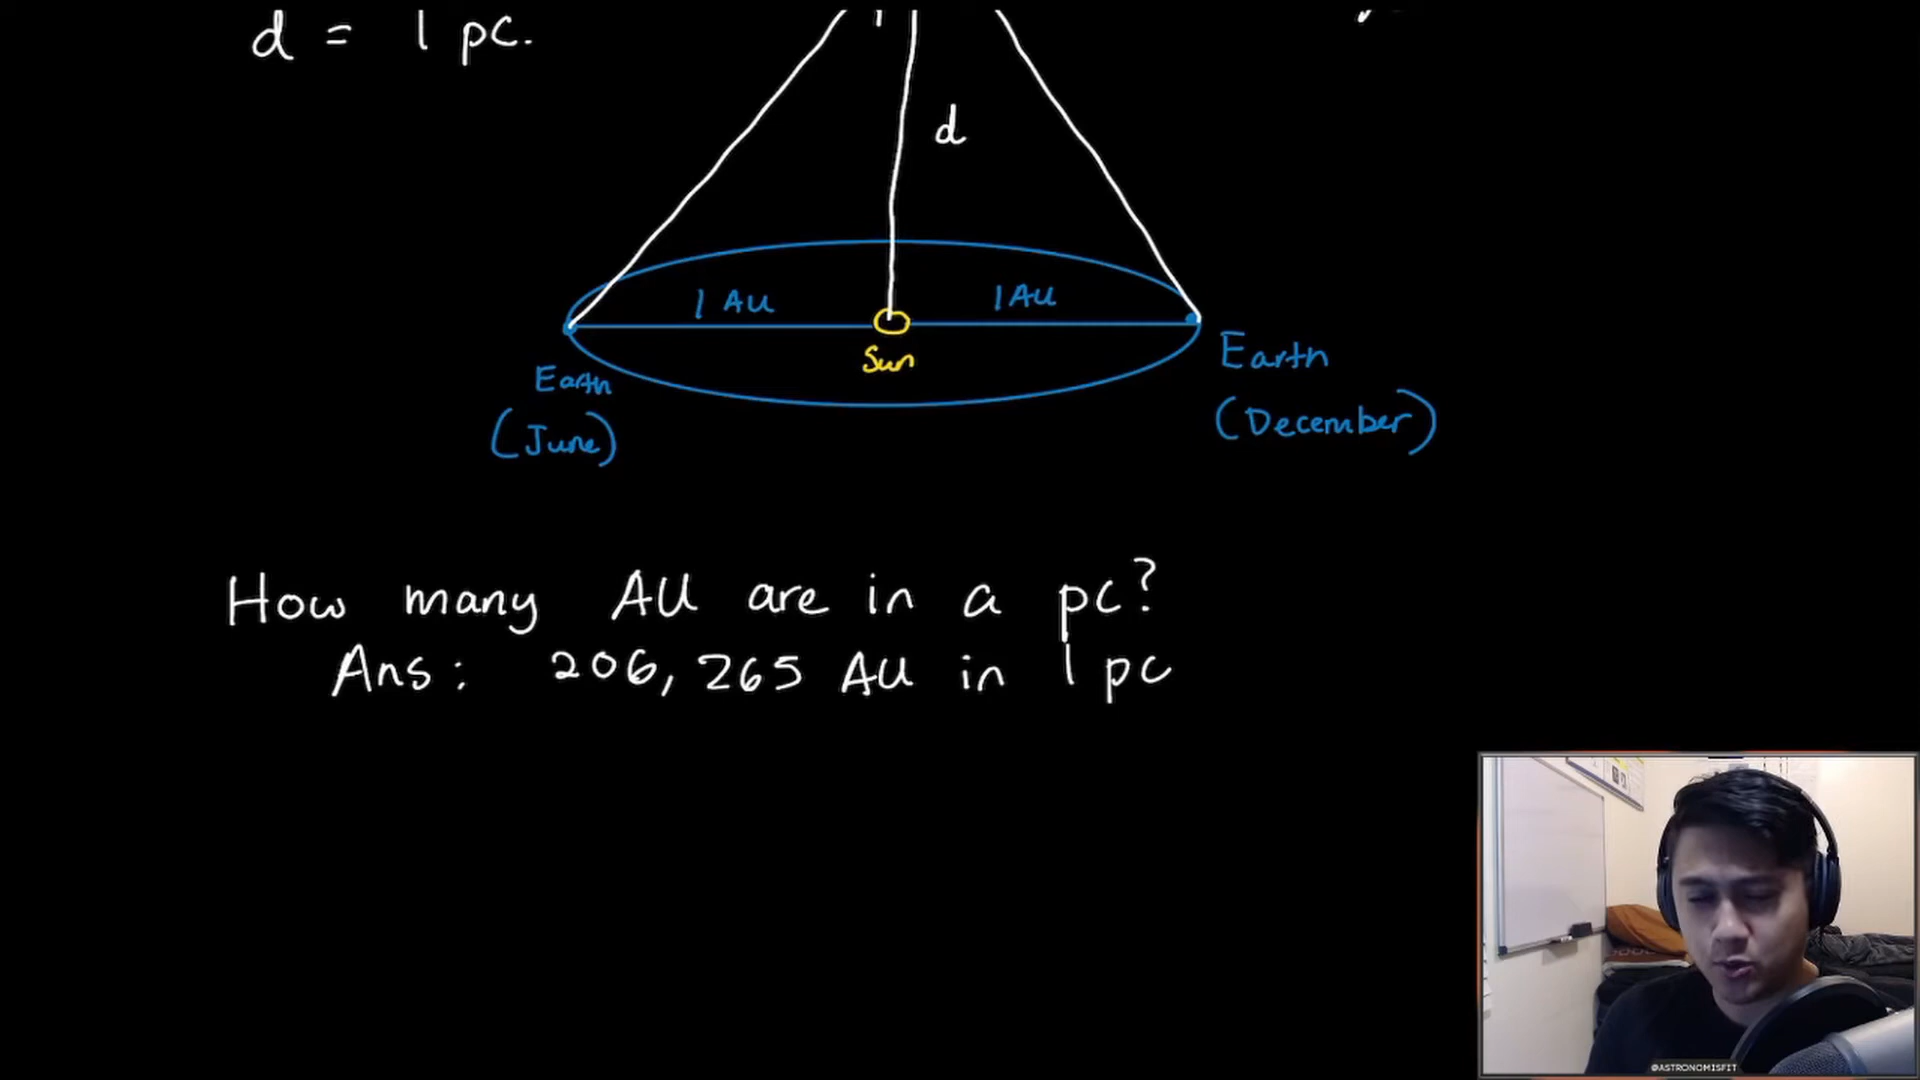 d = 1 pc.
d
1 AU
1 AU
Sun
Earth
(June)
Earth
(December)
How many AU are in a pc?
Ans: 206,265 AU in 1 pc
@ASTRONOMISFIT